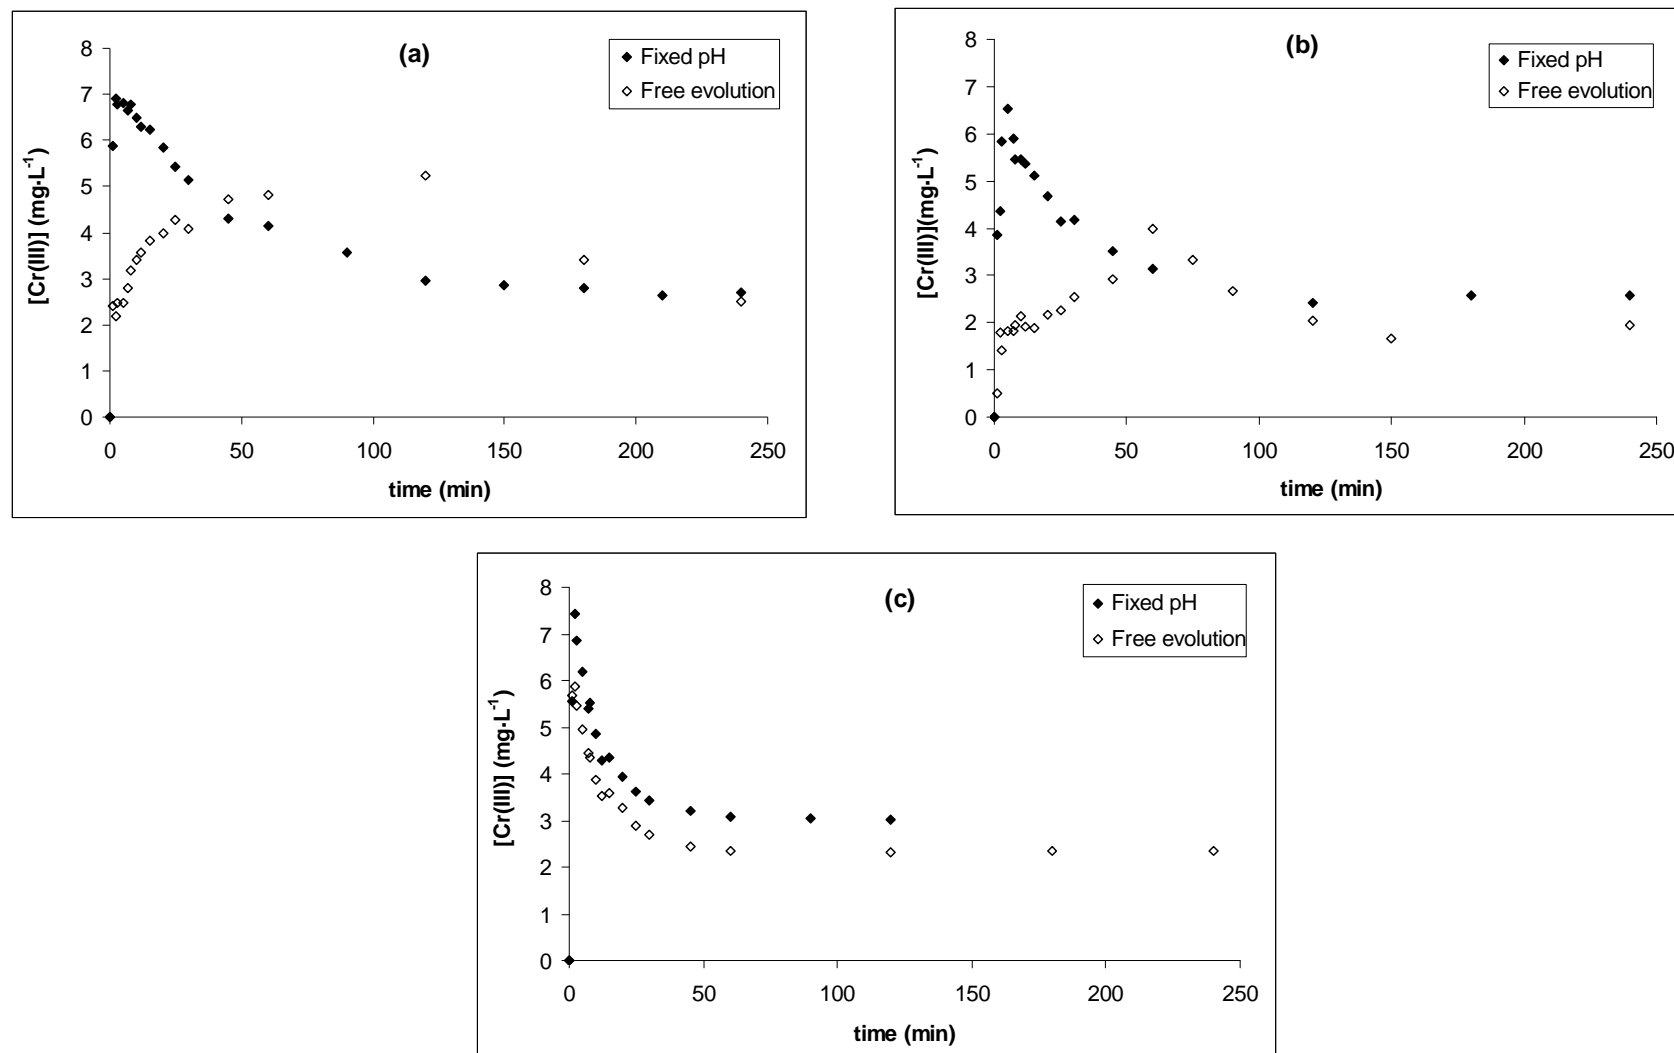 (a)
Fixed pH
Free evolution
[Cr(III)] (mg·L⁻¹)
8
7
6
5
4
3
2
1
0
0 50 100 150 200 250
time (min)
(b)
Fixed pH
Free evolution
[Cr(III)](mg·L⁻¹)
8
7
6
5
4
3
2
1
0
0 50 100 150 200 250
time (min)
(c)
Fixed pH
Free evolution
[Cr(III)] (mg·L⁻¹)
8
7
6
5
4
3
2
1
0
0 50 100 150 200 250
time (min)